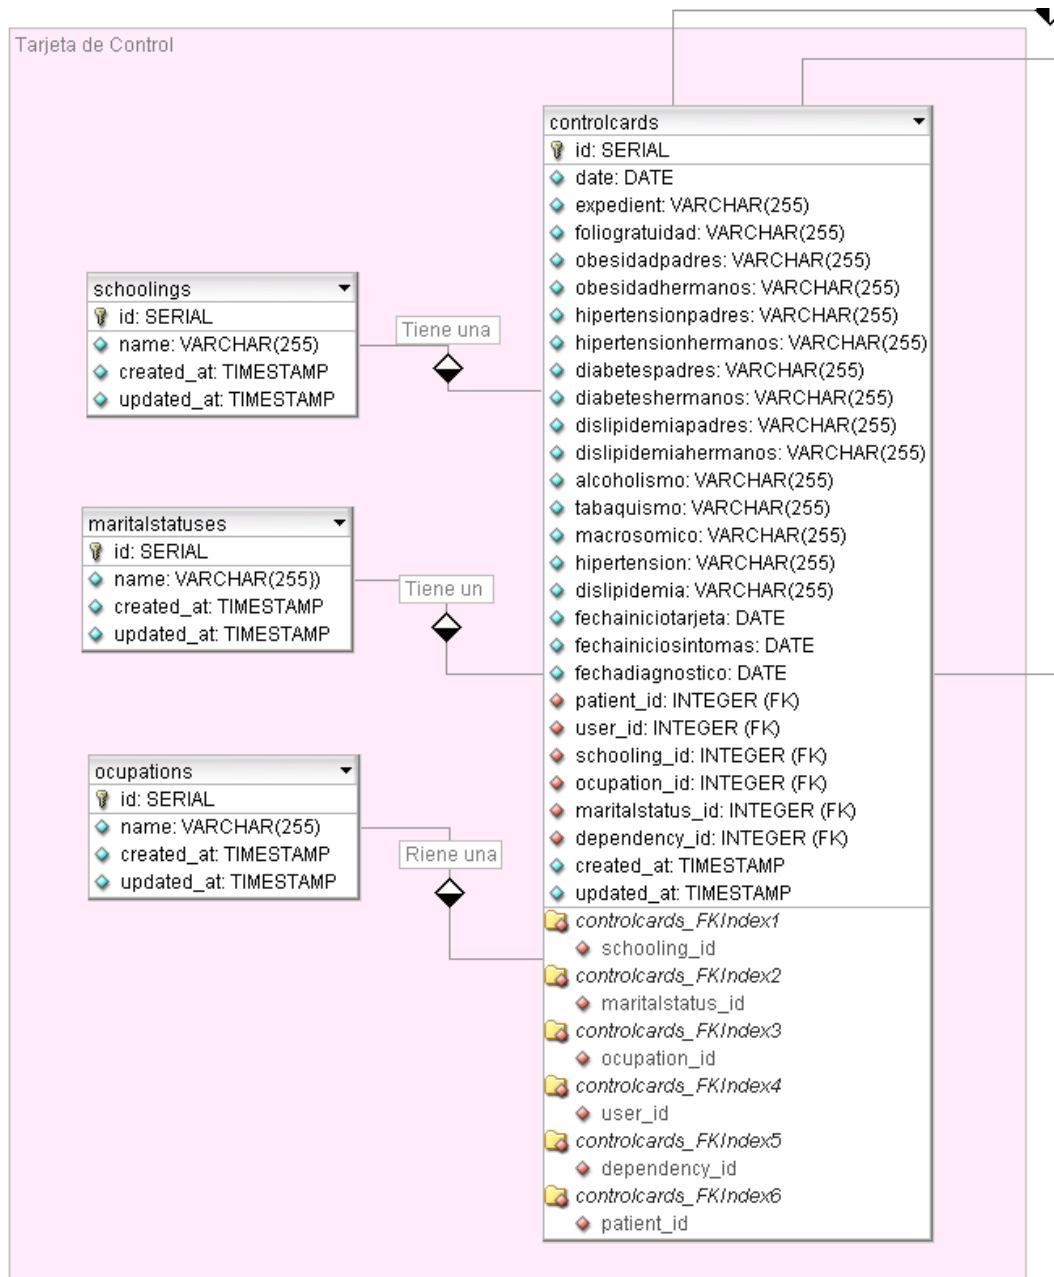 Tarjeta de Control
schoolings
id: SERIAL
name: VARCHAR(255)
created_at: TIMESTAMP
updated_at: TIMESTAMP
Tiene una
maritalstatuses
id: SERIAL
name: VARCHAR(255})
created_at: TIMESTAMP
updated_at: TIMESTAMP
Tiene un
ocupations
id: SERIAL
name: VARCHAR(255)
created_at: TIMESTAMP
updated_at: TIMESTAMP
Riene una
controlcards
id: SERIAL
date: DATE
expedient: VARCHAR(255)
foliogratuidad: VARCHAR(255)
obesidadpadres: VARCHAR(255)
obesidadhermanos: VARCHAR(255)
hipertensionpadres: VARCHAR(255)
hipertensionhermanos: VARCHAR(255)
diabetespadres: VARCHAR(255)
diabeteshermanos: VARCHAR(255)
dislipidemiapadres: VARCHAR(255)
dislipidemiahermanos: VARCHAR(255)
alcoholismo: VARCHAR(255)
tabaquismo: VARCHAR(255)
macrosomico: VARCHAR(255)
hipertension: VARCHAR(255)
dislipidemia: VARCHAR(255)
fechainiciotarjeta: DATE
fechainiciosintomas: DATE
fechadiagnostico: DATE
patient_id: INTEGER (FK)
user_id: INTEGER (FK)
schooling_id: INTEGER (FK)
ocupation_id: INTEGER (FK)
maritalstatus_id: INTEGER (FK)
dependency_id: INTEGER (FK)
created_at: TIMESTAMP
updated_at: TIMESTAMP
controlcards_FKIndex1
schooling_id
controlcards_FKIndex2
maritalstatus_id
controlcards_FKIndex3
ocupation_id
controlcards_FKIndex4
user_id
controlcards_FKIndex5
dependency_id
controlcards_FKIndex6
patient_id